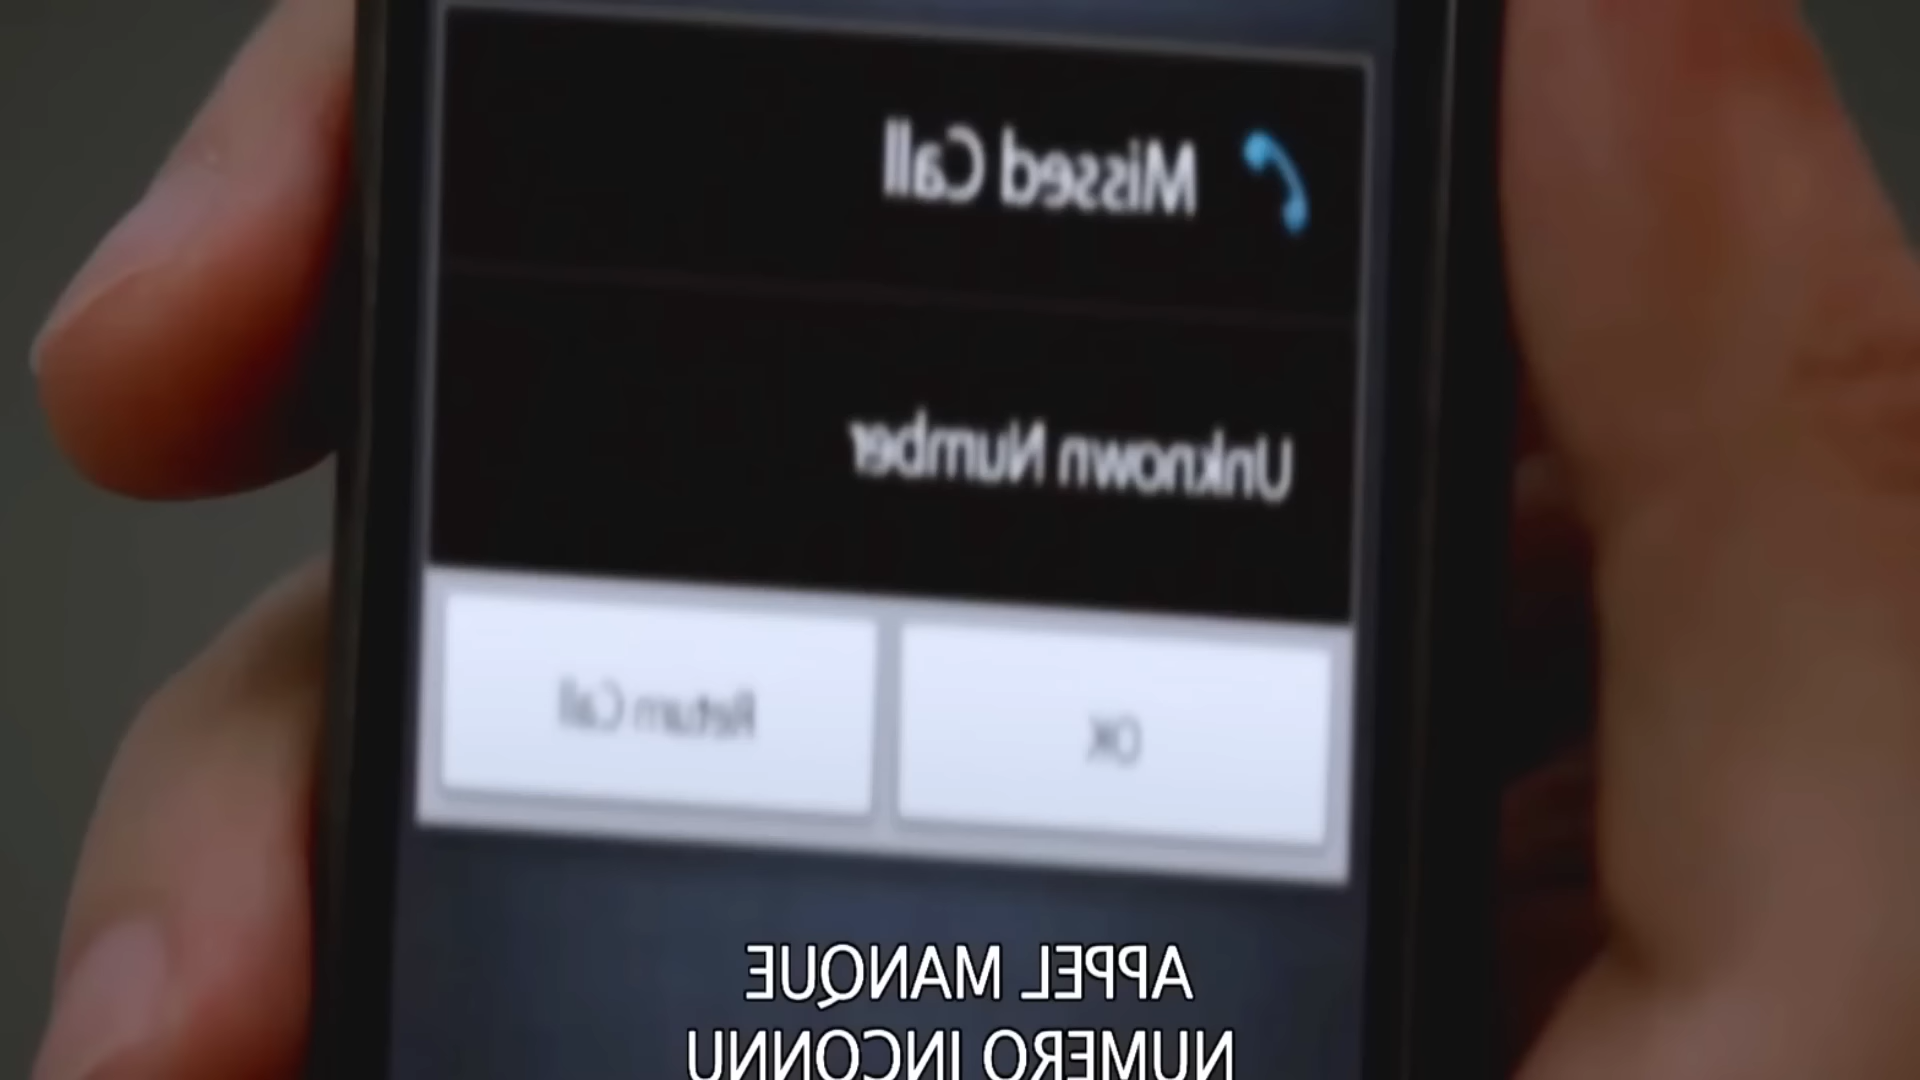 Missed Call
Unknown Number
OK
Return Call
APPEL MANQUE
NUMERO INCONNU